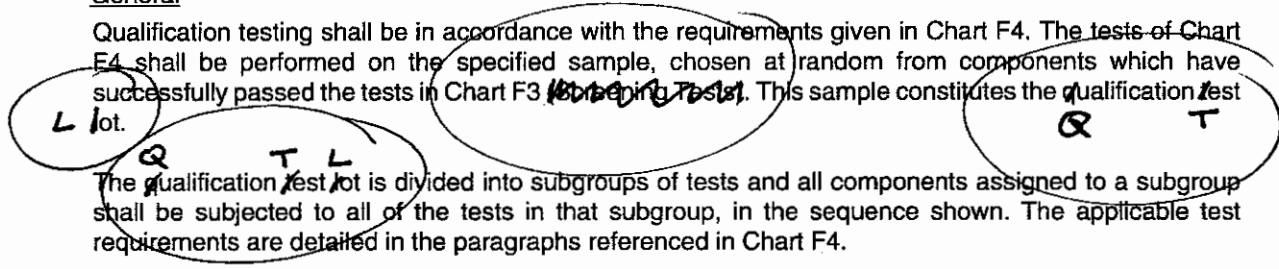 General
Qualification testing shall be in accordance with the requirements given in Chart F4. The tests of Chart
F4 shall be performed on the specified sample, chosen at random from components which have
successfully passed the tests in Chart F3 (Screening Tests). This sample constitutes the qualification test
Q T
L lot.
Q T L
The qualification test lot is divided into subgroups of tests and all components assigned to a subgroup
shall be subjected to all of the tests in that subgroup, in the sequence shown. The applicable test
requirements are detailed in the paragraphs referenced in Chart F4.